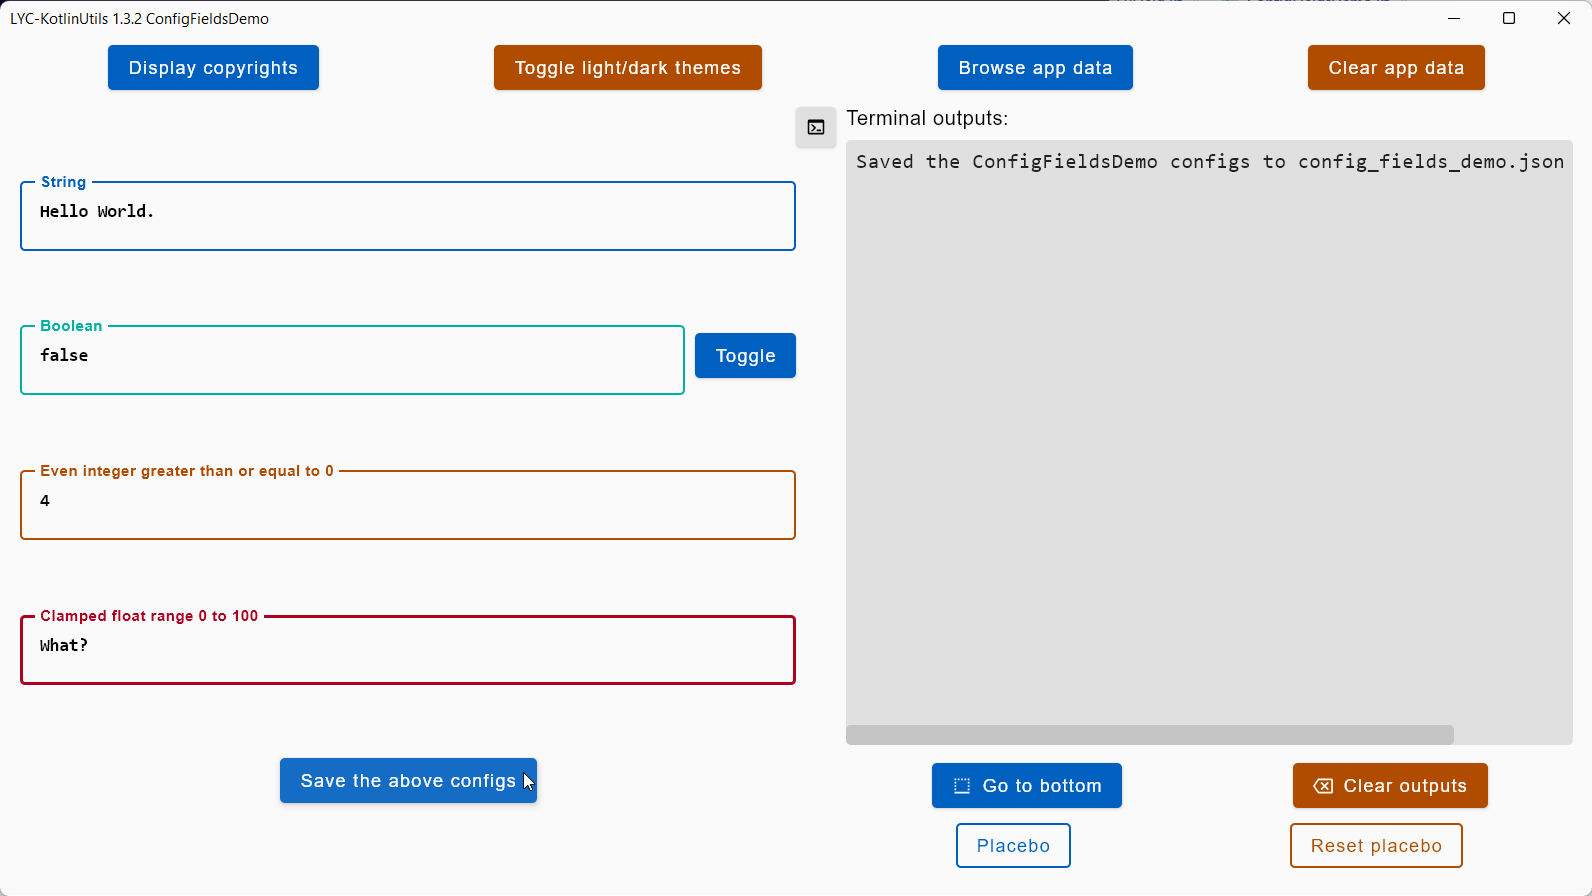 LYC-KotlinUtils 1.3.2 ConfigFieldsDemo
Display copyrights
Toggle light/dark themes
Browse app data
Clear app data
Terminal outputs:
Saved the ConfigFieldsDemo configs to config_fields_demo.json
String
Hello World.
Boolean
false
Toggle
Even integer greater than or equal to 0
4
Clamped float range 0 to 100
What?
Save the above configs
Go to bottom
Clear outputs
Placebo
Reset placebo